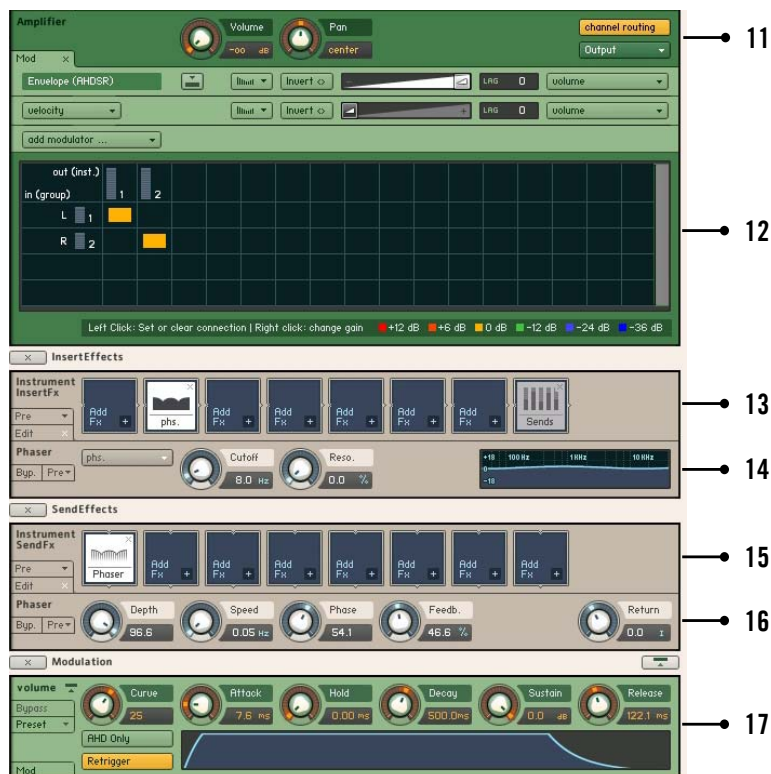 Amplifier
Volume
-oo dB
Pan
center
channel routing
Output
11
Mod ×
Envelope (AHDSR)
Invert
LAG 0
volume
velocity
Invert
LAG 0
volume
add modulator ...
out (inst.)
1 2
in (group)
L 1
R 2
12
Left Click: Set or clear connection | Right click: change gain +12 dB +6 dB 0 dB -12 dB -24 dB -36 dB
× InsertEffects
Instrument
InsertFx
Pre
Edit ×
Add Fx +
phs.
Add Fx +
Add Fx +
Add Fx +
Add Fx +
Add Fx +
Sends
13
Phaser
Byp. Pre
phs.
Cutoff
8.0 Hz
Reso.
0.0 %
+18 100 Hz 1 KHz 10 KHz
0
-18
14
× SendEffects
Instrument
SendFx
Pre
Edit ×
Phaser
Add Fx +
Add Fx +
Add Fx +
Add Fx +
Add Fx +
Add Fx +
Add Fx +
15
Phaser
Byp. Pre
Depth
96.6
Speed
0.05 Hz
Phase
54.1
Feedb.
46.6 %
Return
0.0
16
× Modulation
volume
Bypass
Preset
Mod
Curve
25
Attack
7.6 ms
Hold
0.00 ms
Decay
500.0ms
Sustain
0.0 dB
Release
122.1 ms
AHD Only
Retrigger
17